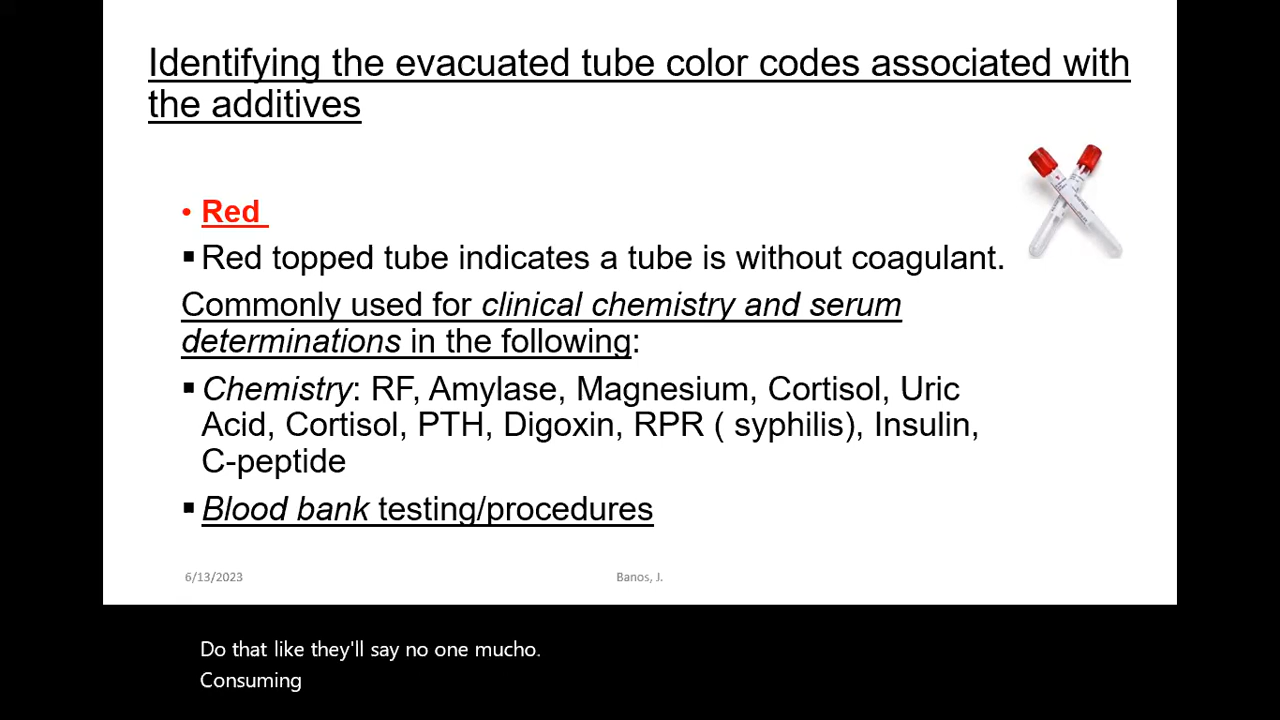 Identifying the evacuated tube color codes associated with
the additives
• Red
▪ Red topped tube indicates a tube is without coagulant.
Commonly used for clinical chemistry and serum
determinations in the following:
▪ Chemistry: RF, Amylase, Magnesium, Cortisol, Uric
Acid, Cortisol, PTH, Digoxin, RPR ( syphilis), Insulin,
C-peptide
▪ Blood bank testing/procedures
6/13/2023
Banos, J.
Do that like they'll say no one mucho.
Consuming